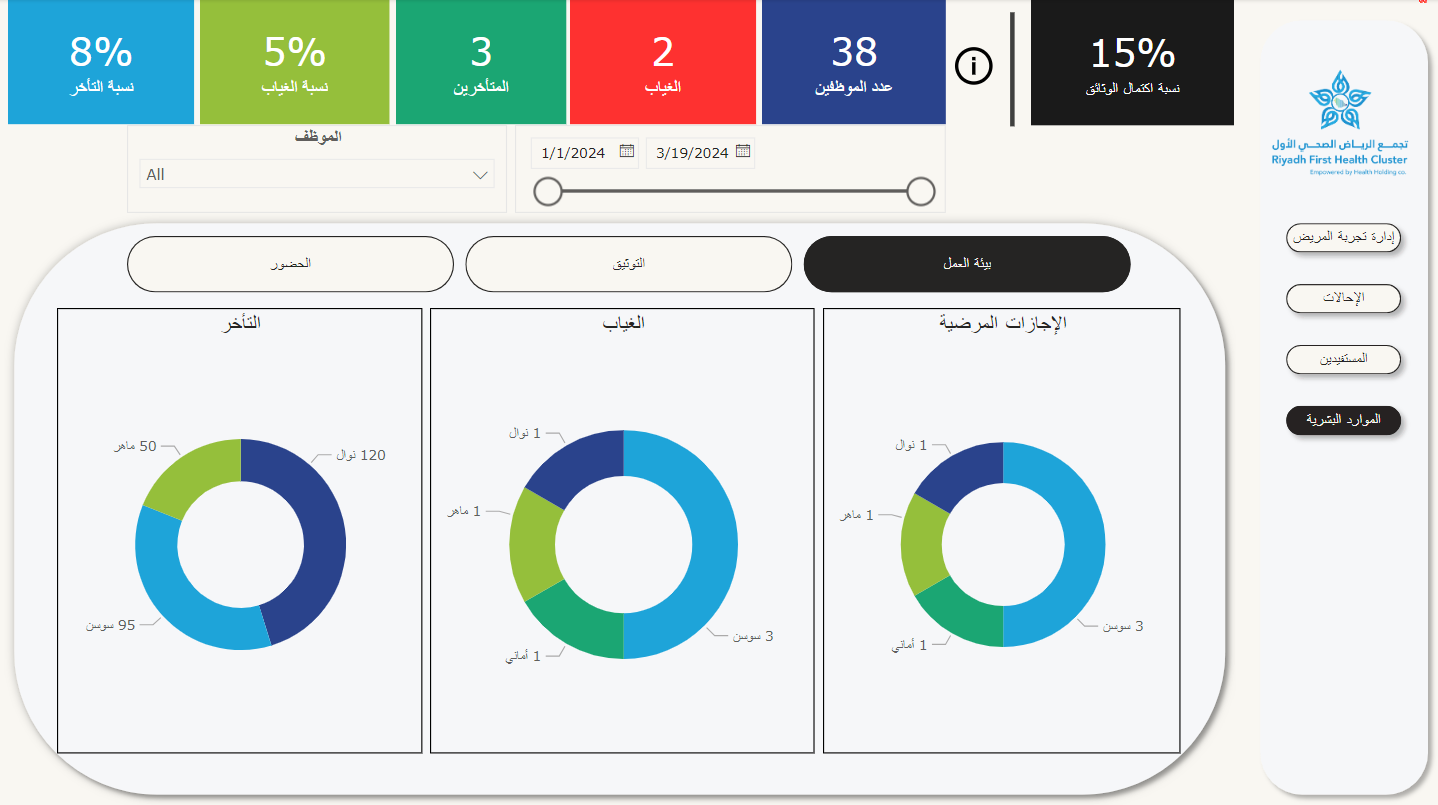 15%
نسبة اكتمال الوثائق
38
عدد الموظفين
2
الغياب
3
المتأخرين
5%
نسبة الغياب
8%
نسبة التأخر
1/1/2024
3/19/2024
الموظف
All
تجمع الرياض الصحي الأول
Riyadh First Health Cluster
Empowered by Health Holding co.
إدارة تجربة المريض
الإحالات
المستفيدين
الموارد البشرية
بيئة العمل
التوثيق
الحضور
الإجازات المرضية
1 نوال
1 ماهر
1 أماني
3 سوسن
الغياب
1 نوال
1 ماهر
1 أماني
3 سوسن
التأخر
50 ماهر
120 نوال
95 سوسن